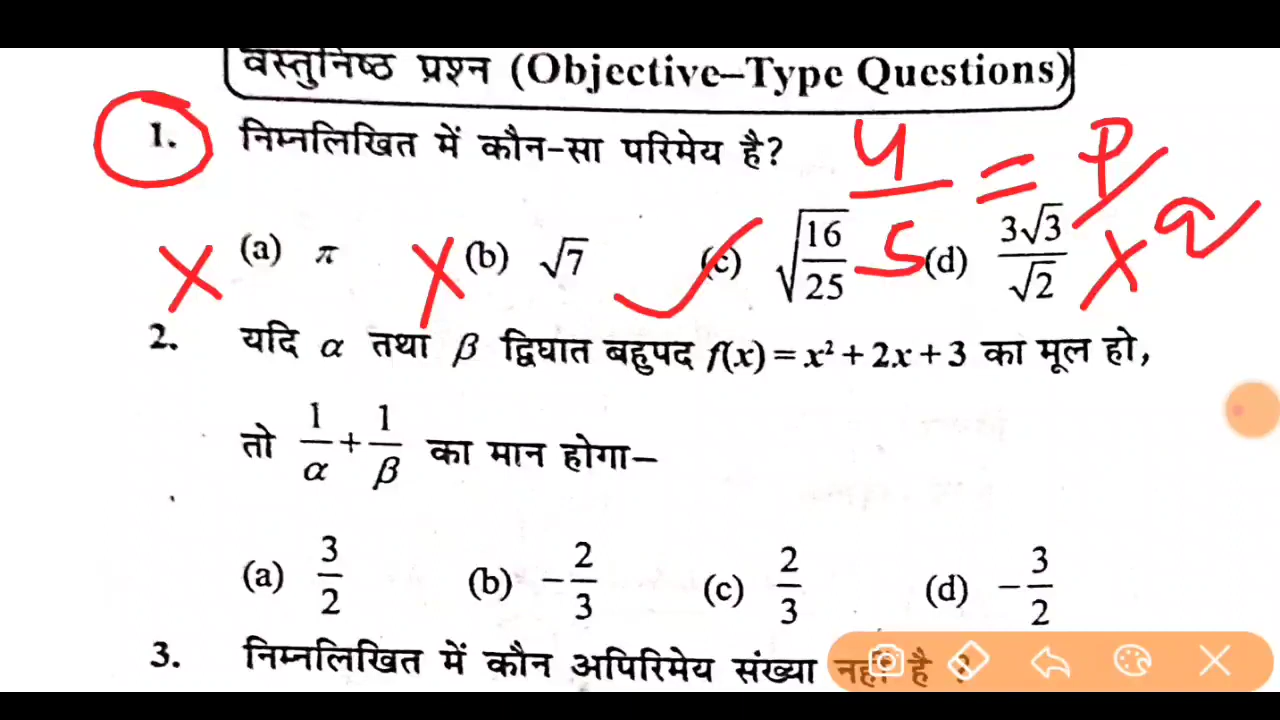 वस्तुनिष्ठ प्रश्न (Objective–Type Questions)
1. निम्नलिखित में कौन-सा परिमेय है?
(a) π (b) √7 (c) √(16/25) (d) 3√3/√2
4/5 = p/q
2. यदि α तथा β द्विघात बहुपद f(x) = x² + 2x + 3 का मूल हो,
तो 1/α + 1/β का मान होगा–
(a) 3/2 (b) –2/3 (c) 2/3 (d) –3/2
3. निम्नलिखित में कौन अपिरिमेय संख्या नहीं है ?